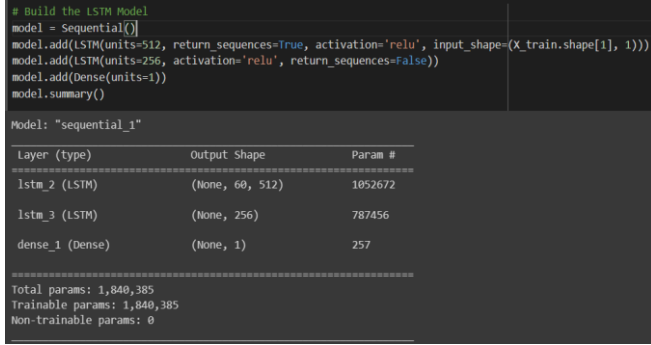 # Build the LSTM Model
model = Sequential()
model.add(LSTM(units=512, return_sequences=True, activation='relu', input_shape=(X_train.shape[1], 1)))
model.add(LSTM(units=256, activation='relu', return_sequences=False))
model.add(Dense(units=1))
model.summary()
Model: "sequential_1"
Layer (type) Output Shape Param #
=================================================================
lstm_2 (LSTM) (None, 60, 512) 1052672
lstm_3 (LSTM) (None, 256) 787456
dense_1 (Dense) (None, 1) 257
=================================================================
Total params: 1,840,385
Trainable params: 1,840,385
Non-trainable params: 0